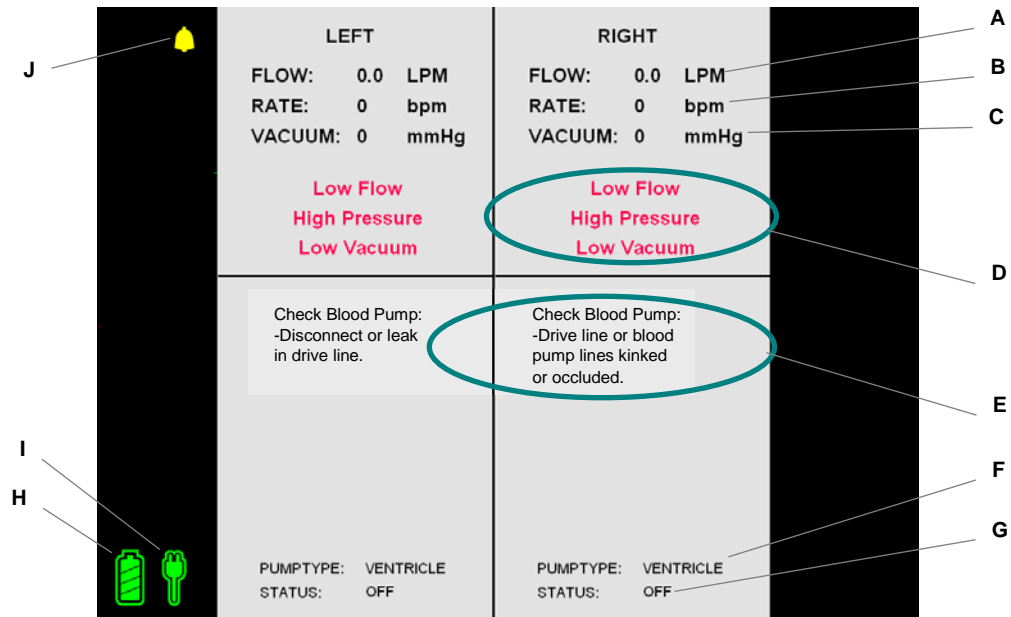 J
LEFT
FLOW: 0.0 LPM
RATE: 0 bpm
VACUUM: 0 mmHg
Low Flow
High Pressure
Low Vacuum
Check Blood Pump:
-Disconnect or leak
in drive line.
PUMPTYPE: VENTRICLE
STATUS: OFF
RIGHT
FLOW: 0.0 LPM
RATE: 0 bpm
VACUUM: 0 mmHg
Low Flow
High Pressure
Low Vacuum
Check Blood Pump:
-Drive line or blood
pump lines kinked
or occluded.
PUMPTYPE: VENTRICLE
STATUS: OFF
A
B
C
D
E
F
G
I
H